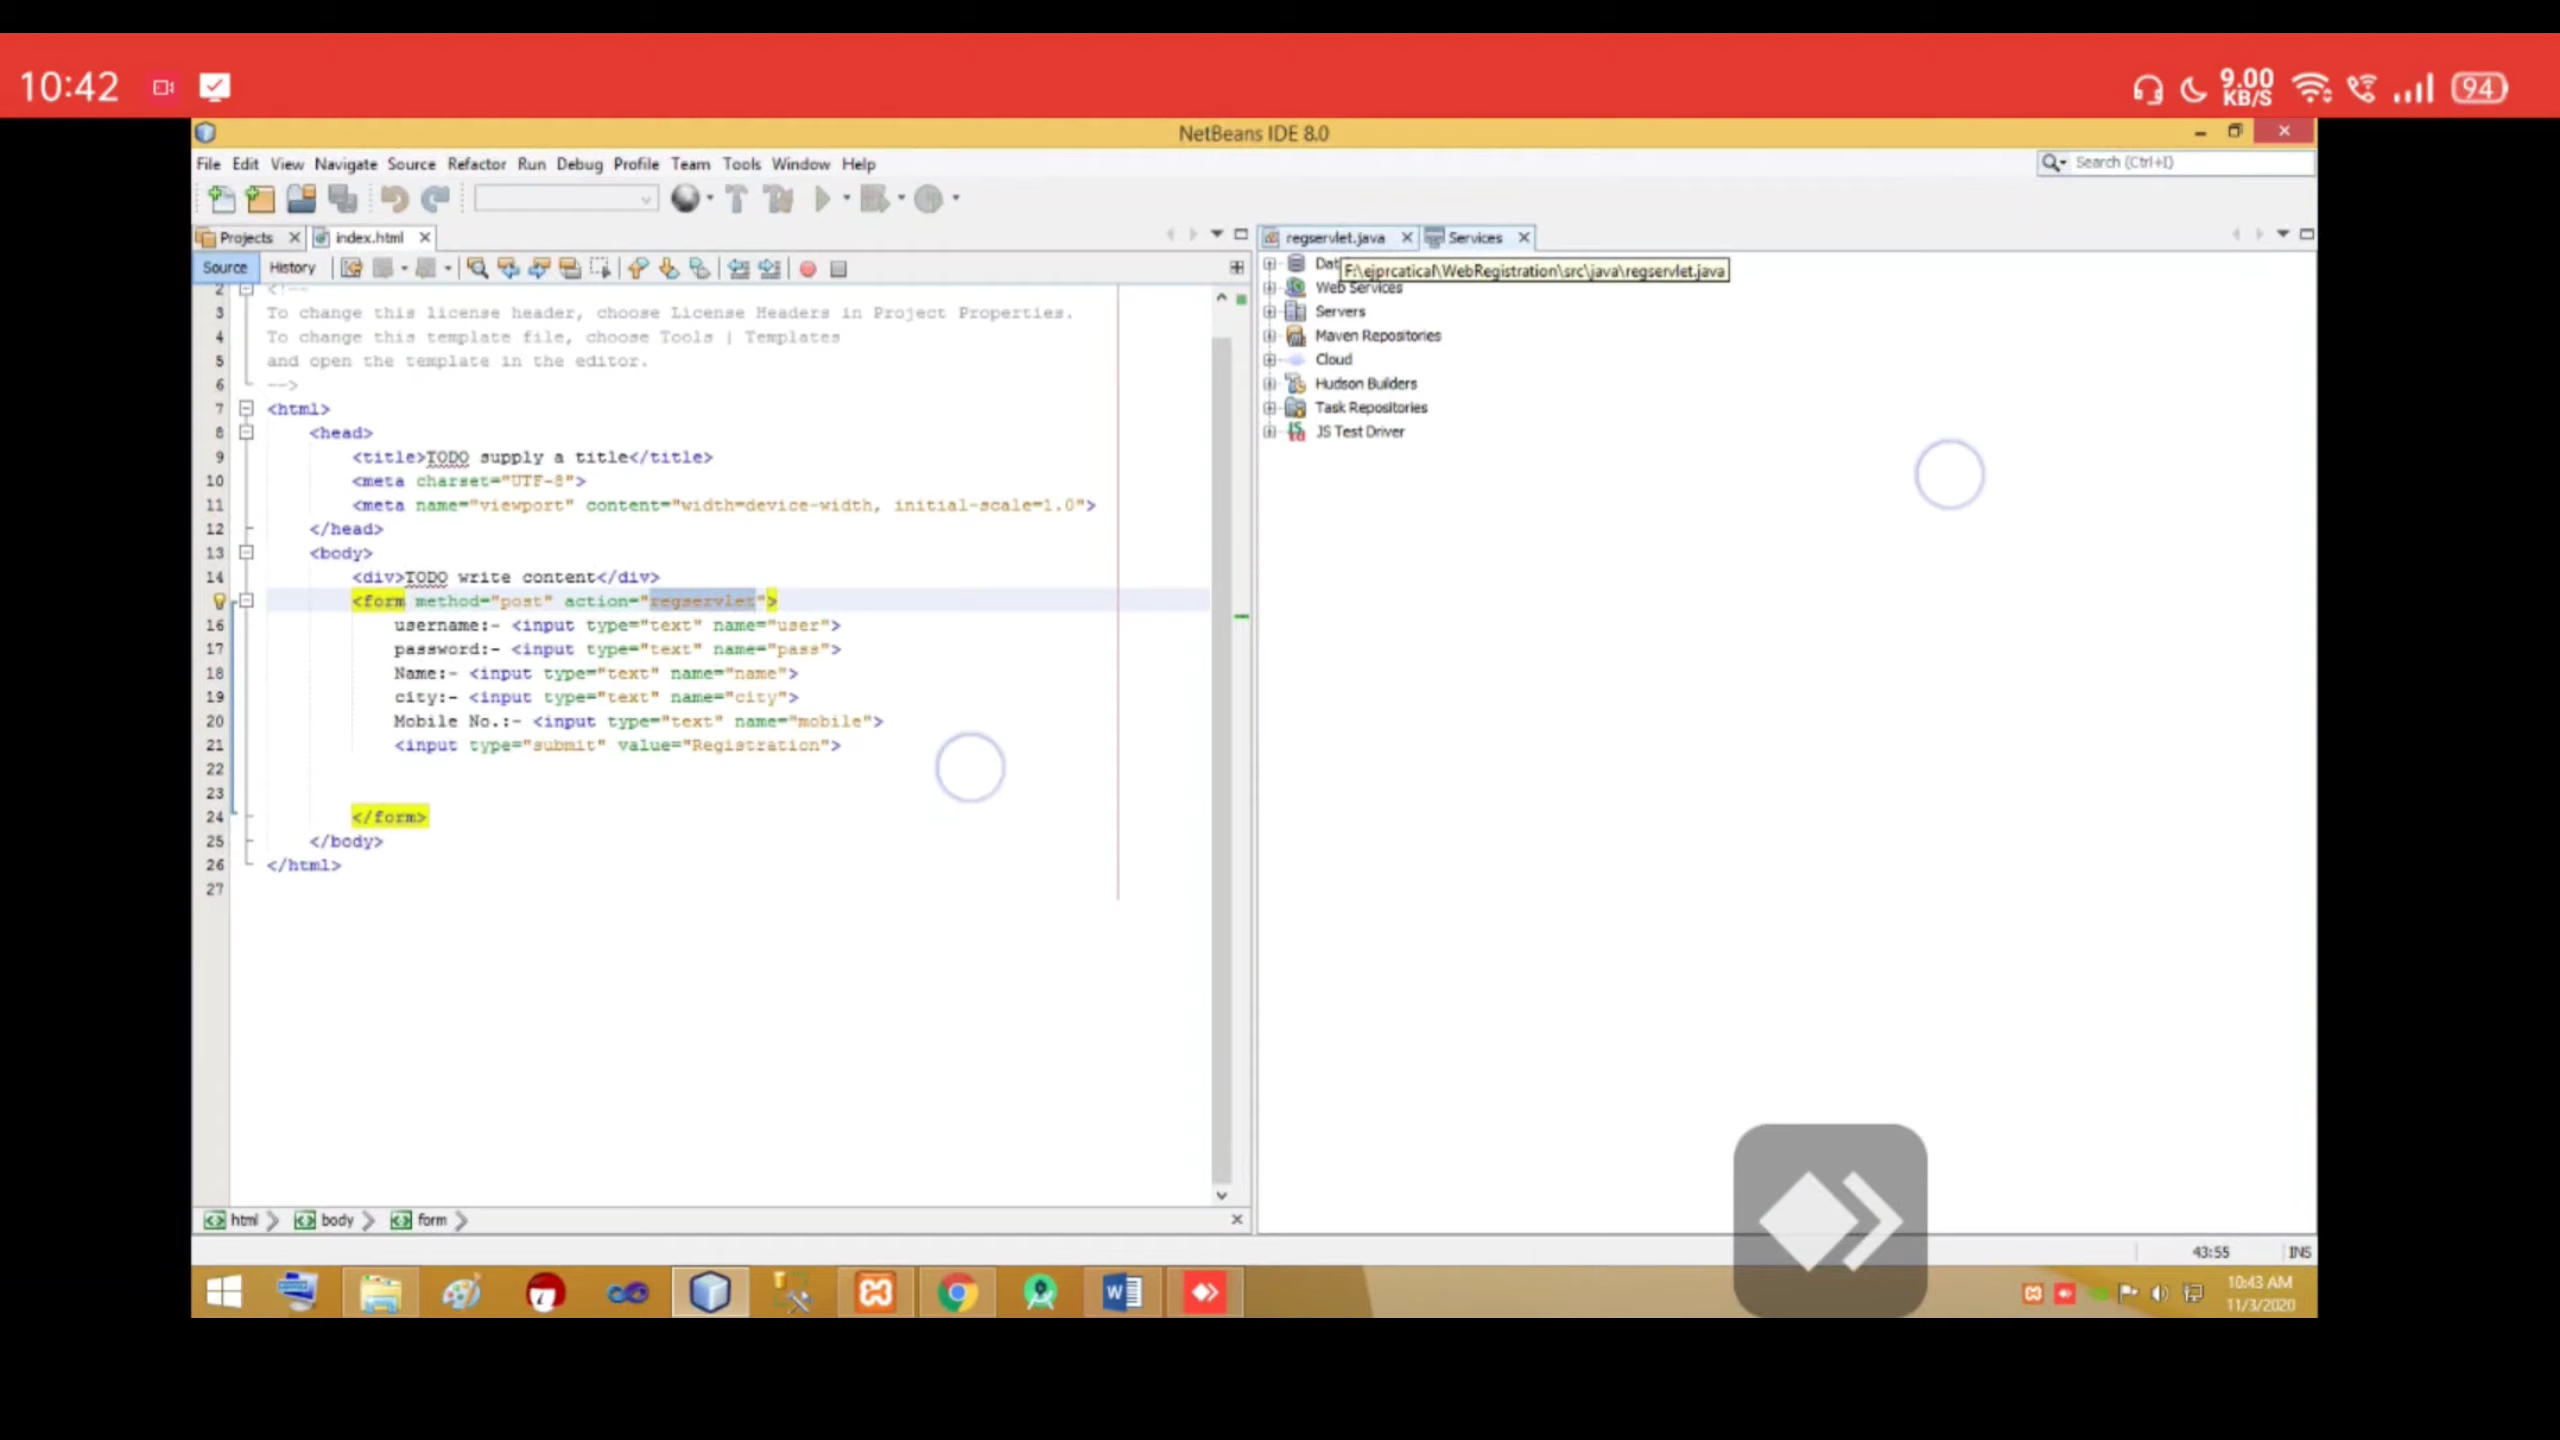 10:42
9.00
KB/S
94
NetBeans IDE 8.0
File Edit View Navigate Source Refactor Run Debug Profile Team Tools Window Help
Search (Ctrl+I)
Projects
index.html
regservlet.java
Services
Source History
F:\ejprcatical\WebRegistration\src\java\regservlet.java
Web Services
Servers
Maven Repositories
Cloud
Hudson Builders
Task Repositories
JS Test Driver
2 <!--
3 To change this license header, choose License Headers in Project Properties.
4 To change this template file, choose Tools | Templates
5 and open the template in the editor.
6 -->
7 <html>
8 <head>
9 <title>TODO supply a title</title>
10 <meta charset="UTF-8">
11 <meta name="viewport" content="width=device-width, initial-scale=1.0">
12 </head>
13 <body>
14 <div>TODO write content</div>
<form method="post" action="regservlet">
16 username:- <input type="text" name="user">
17 password:- <input type="text" name="pass">
18 Name:- <input type="text" name="name">
19 city:- <input type="text" name="city">
20 Mobile No.:- <input type="text" name="mobile">
21 <input type="submit" value="Registration">
22
23
24 </form>
25 </body>
26 </html>
27
html body form
43:55 INS
10:43 AM
11/3/2020